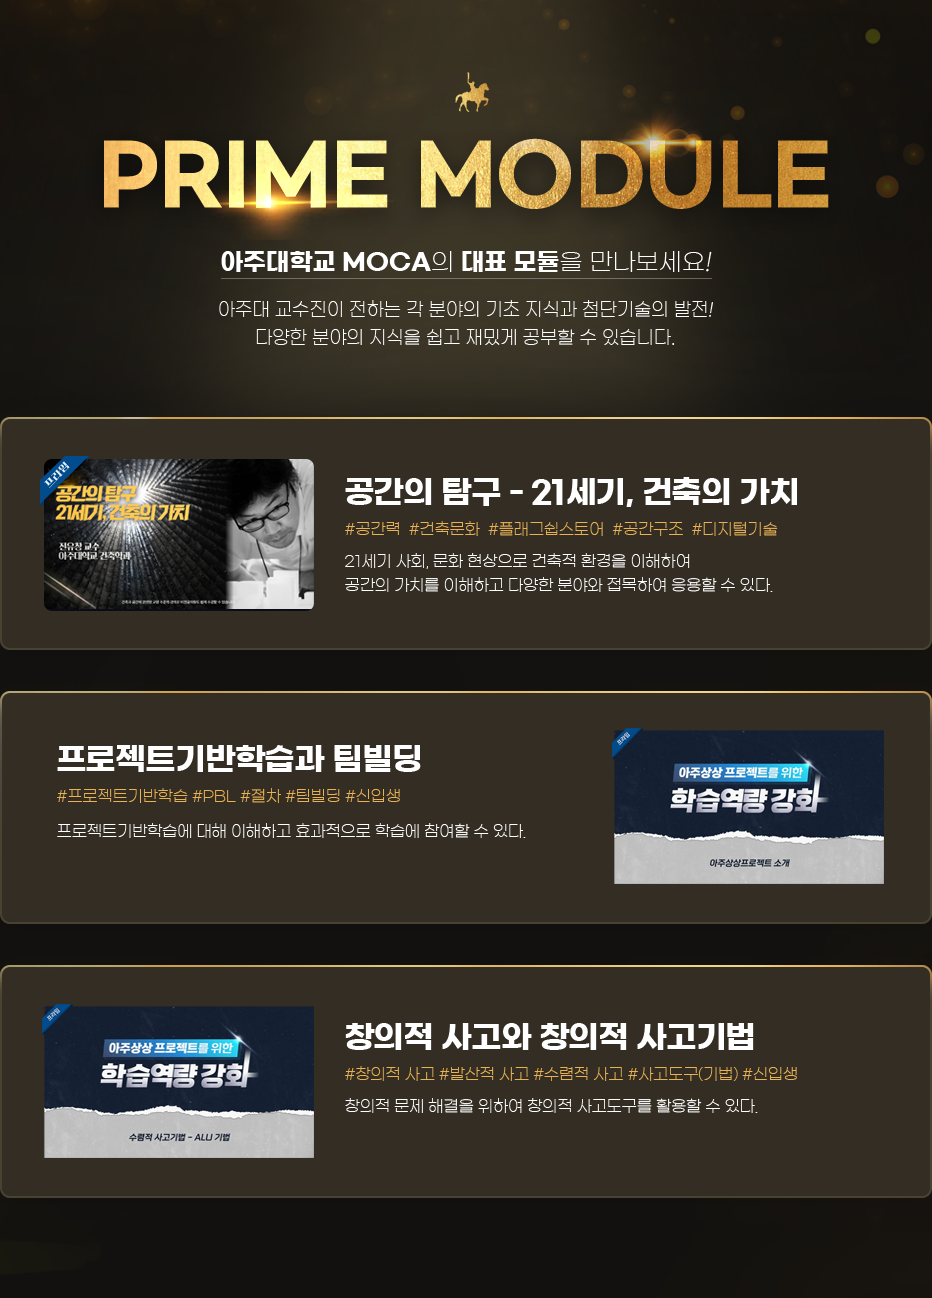 PRIME MODULE
아주대학교 MOCA의 대표 모듈을 만나보세요!
아주대 교수진이 전하는 각 분야의 기초 지식과 첨단기술의 발전!
다양한 분야의 지식을 쉽고 재밌게 공부할 수 있습니다.
프라임
공간의 탐구
21세기, 건축의 가치
전유창 교수
아주대학교 건축학과
공간의 탐구 - 21세기, 건축의 가치
#공간력 #건축문화 #플래그쉽스토어 #공간구조 #디지털기술
21세기 사회, 문화 현상으로 건축적 환경을 이해하여
공간의 가치를 이해하고 다양한 분야와 접목하여 응용할 수 있다.
프로젝트기반학습과 팀빌딩
#프로젝트기반학습 #PBL #절차 #팀빌딩 #신입생
프로젝트기반학습에 대해 이해하고 효과적으로 학습에 참여할 수 있다.
프라임
아주상상 프로젝트를 위한
학습역량 강화
아주상상프로젝트 소개
프라임
아주상상 프로젝트를 위한
학습역량 강화
수렴적 사고기법 - ALU 기법
창의적 사고와 창의적 사고기법
#창의적 사고 #발산적 사고 #수렴적 사고 #사고도구(기법) #신입생
창의적 문제 해결을 위하여 창의적 사고도구를 활용할 수 있다.